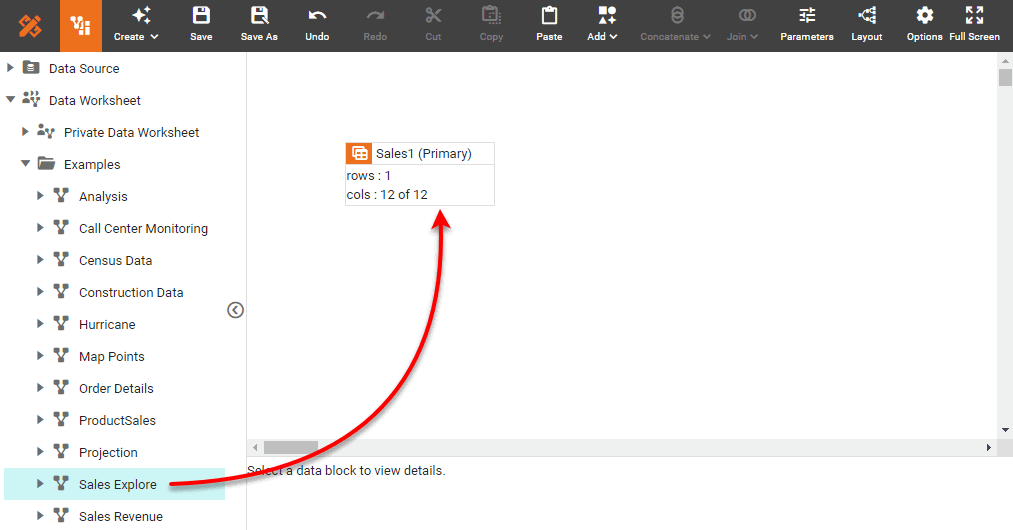 Create
Save
Save As
Undo
Redo
Cut
Copy
Paste
Add
Concatenate
Join
Parameters
Layout
Options
Full Screen
Data Source
Data Worksheet
Private Data Worksheet
Examples
Analysis
Call Center Monitoring
Census Data
Construction Data
Hurricane
Map Points
Order Details
ProductSales
Projection
Sales Explore
Sales Revenue
Sales1 (Primary)
rows : 1
cols : 12 of 12
Select a data block to view details.